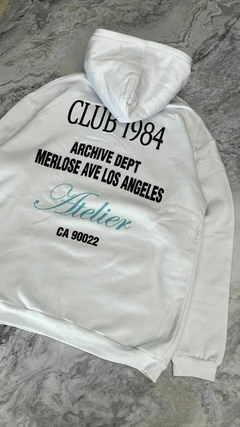 CLUB 1984
ARCHIVE DEPT
MERLOSE AVE LOS ANGELES
Atelier
CA 90022